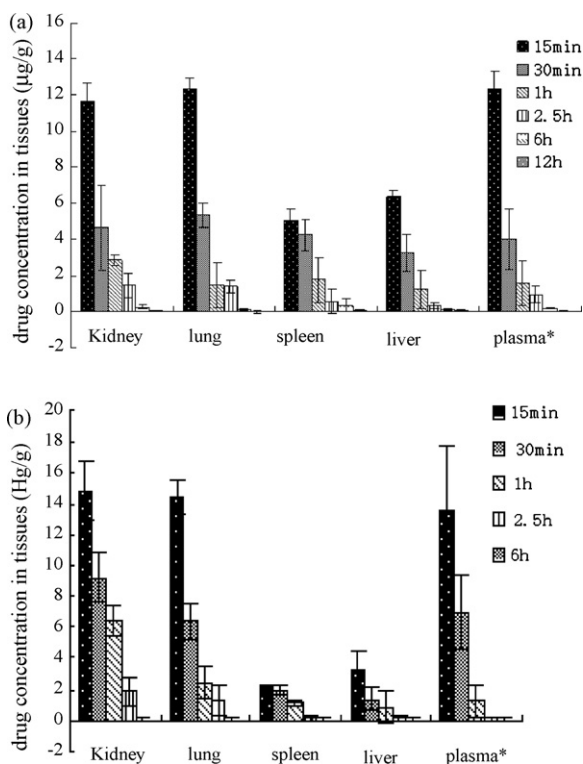 (a)
drug concentration in tissues (µg/g)
16
14
12
10
8
6
4
2
0
-2
15min
30min
1h
2.5h
6h
12h
Kidney lung spleen liver plasma*
(b)
drug concentration in tissues (Hg/g)
20
18
16
14
12
10
8
6
4
2
0
-2
15min
30min
1h
2.5h
6h
Kidney lung spleen liver plasma*